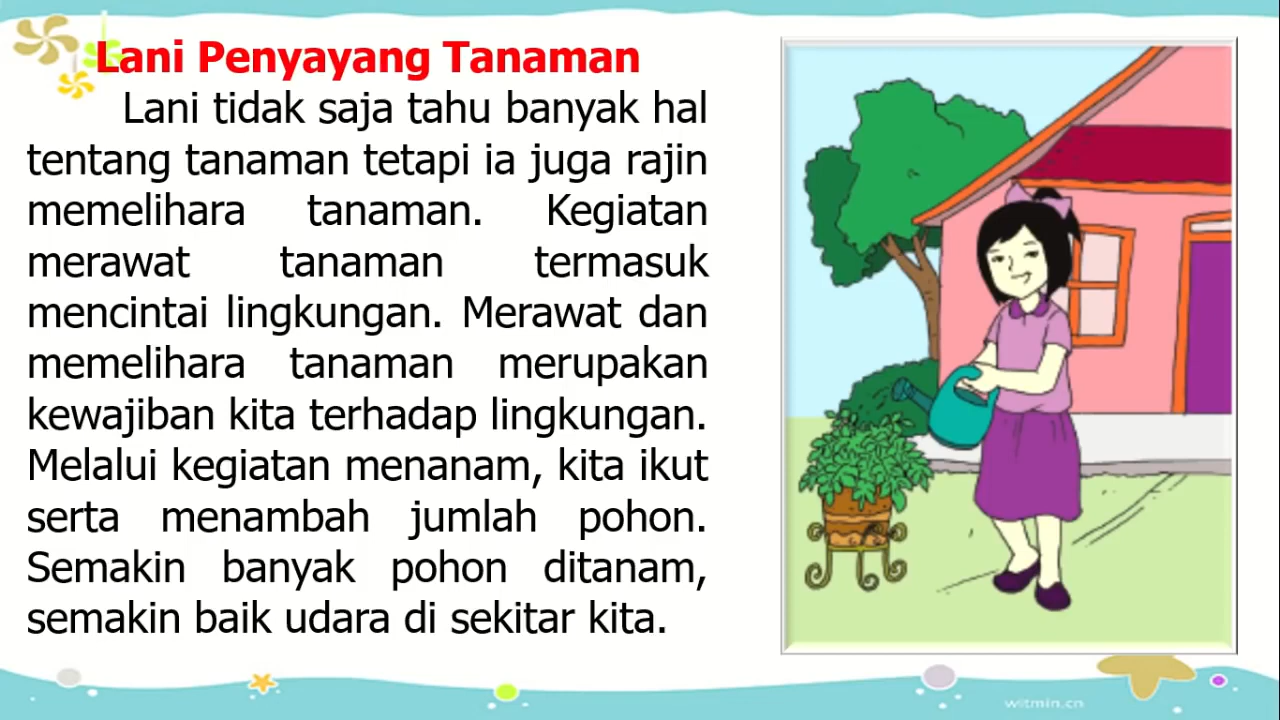 Lani Penyayang Tanaman
Lani tidak saja tahu banyak hal
tentang tanaman tetapi ia juga rajin
memelihara tanaman. Kegiatan
merawat tanaman termasuk
mencintai lingkungan. Merawat dan
memelihara tanaman merupakan
kewajiban kita terhadap lingkungan.
Melalui kegiatan menanam, kita ikut
serta menambah jumlah pohon.
Semakin banyak pohon ditanam,
semakin baik udara di sekitar kita.
witmin.cn